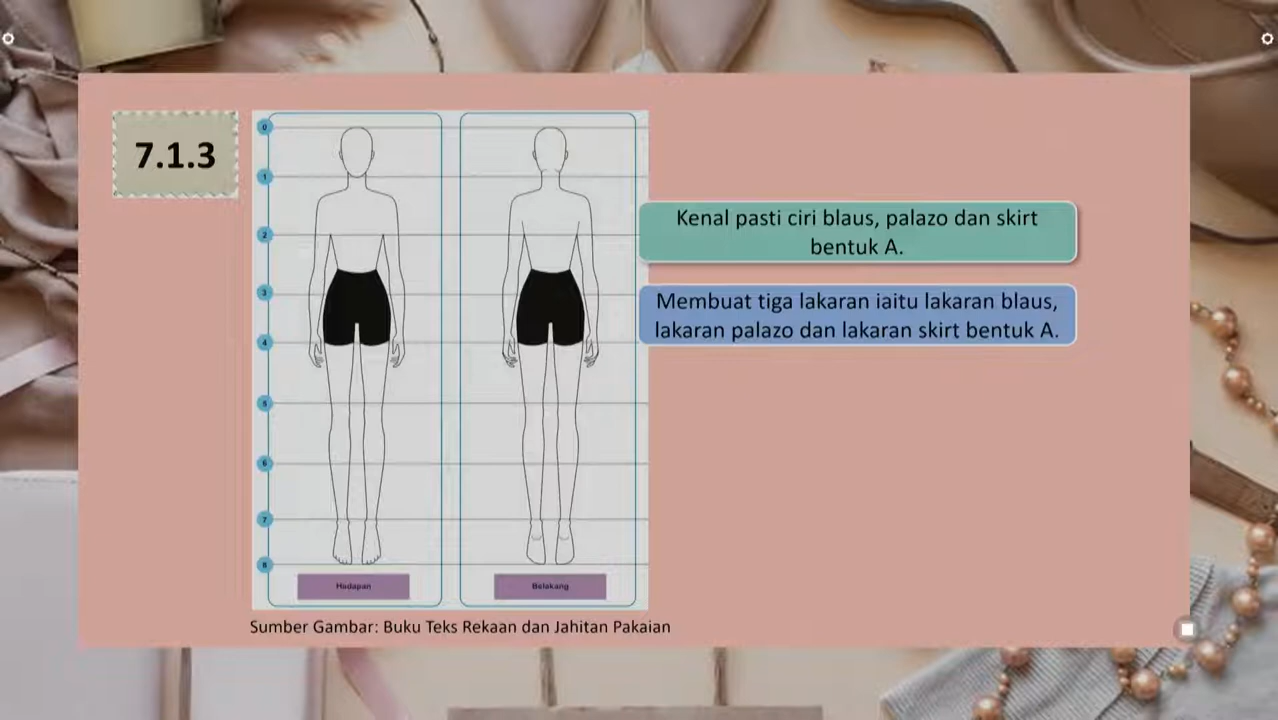 7.1.3
0
1
2
3
4
5
6
7
8
Hadapan
Belakang
Kenal pasti ciri blaus, palazo dan skirt
bentuk A.
Membuat tiga lakaran iaitu lakaran blaus,
lakaran palazo dan lakaran skirt bentuk A.
Sumber Gambar: Buku Teks Rekaan dan Jahitan Pakaian